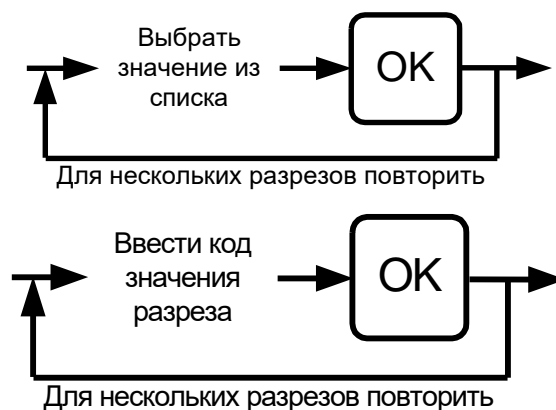 Выбрать
значение из
списка
OK
Для нескольких разрезов повторить
Ввести код
значения
разреза
OK
Для нескольких разрезов повторить